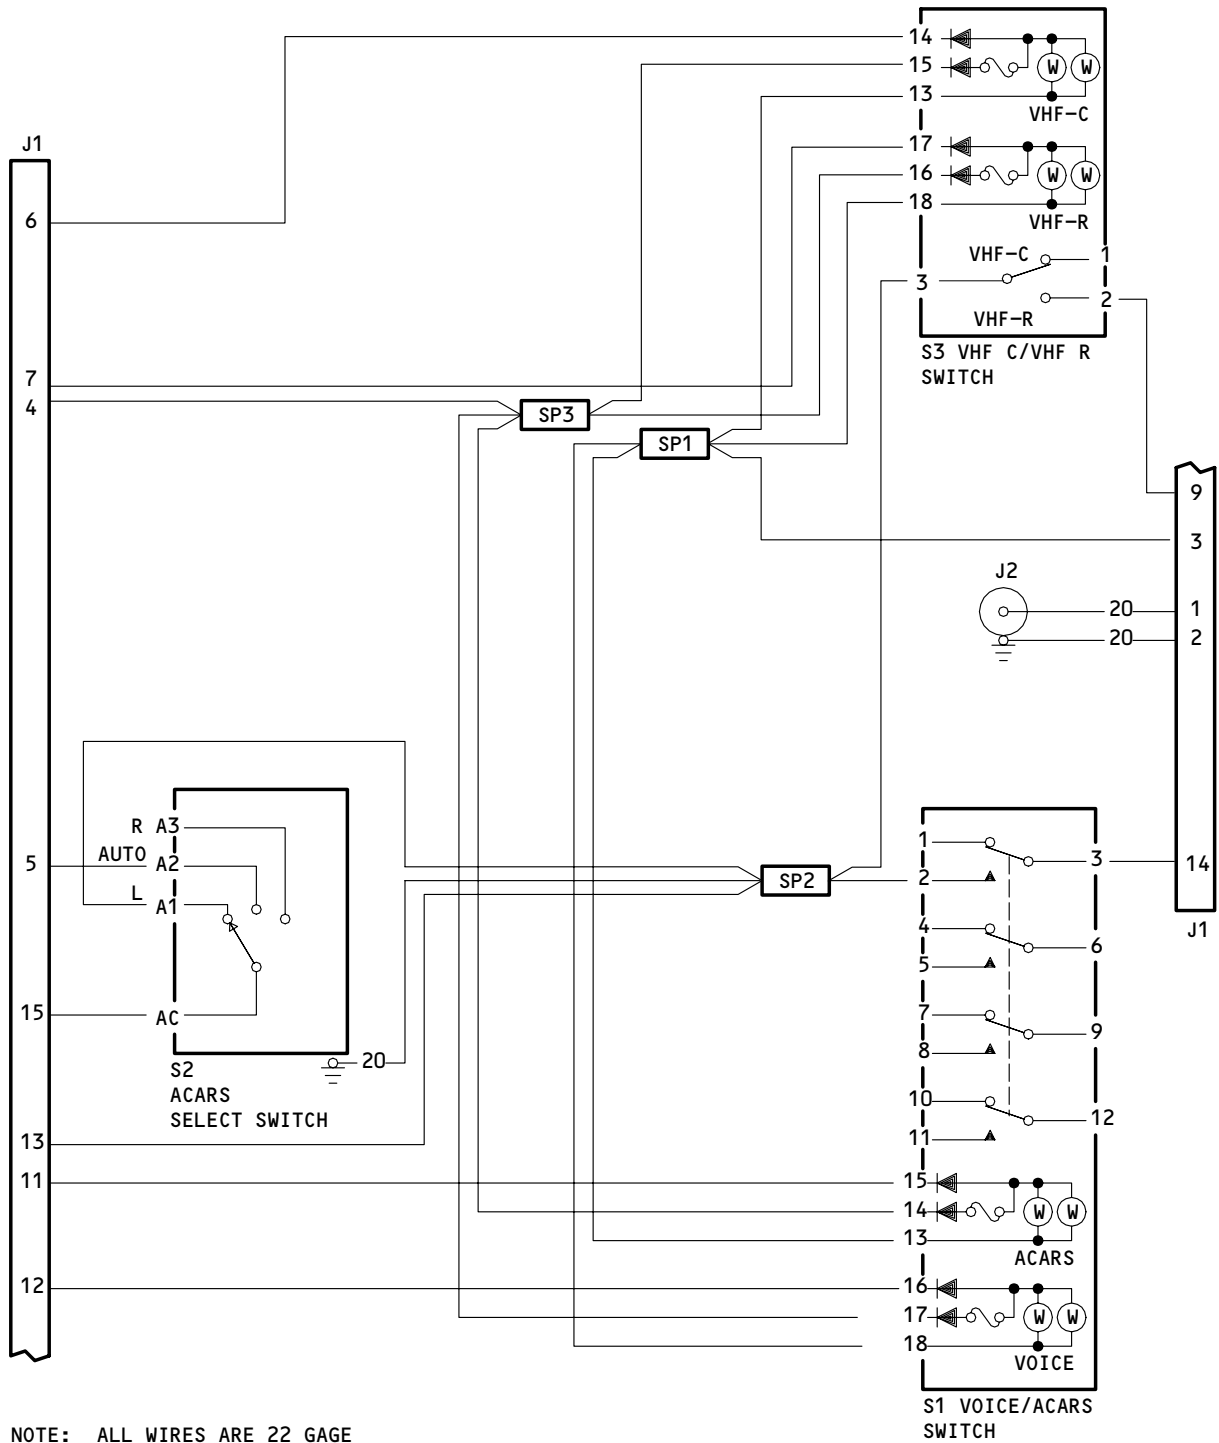 14
15
13
VHF-C
J1
17
16
6
18
VHF-R
VHF-C
1
3
2
VHF-R
S3 VHF C/VHF R
SWITCH
7
4
SP3
SP1
9
3
J2
20
1
20
2
R A3
AUTO
5
A2
L
A1
SP2
1
3
14
2
J1
4
6
5
15
AC
7
9
8
20
S2
ACARS
SELECT SWITCH
10
12
11
13
11
15
14
13
ACARS
12
16
17
18
VOICE
W W
W W
W W
W W
S1 VOICE/ACARS
SWITCH
NOTE: ALL WIRES ARE 22 GAGE